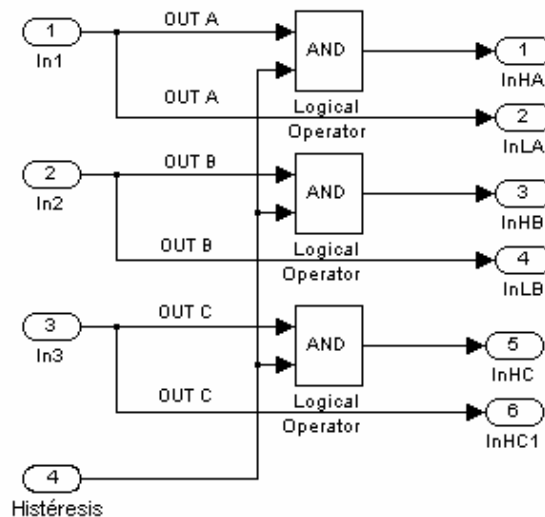 1
In1
OUT A
AND
1
InHA
OUT A
Logical
Operator
2
InLA
2
In2
OUT B
AND
3
InHB
OUT B
Logical
Operator
4
InLB
3
In3
OUT C
AND
5
InHC
OUT C
Logical
Operator
6
InHC1
4
Histéresis